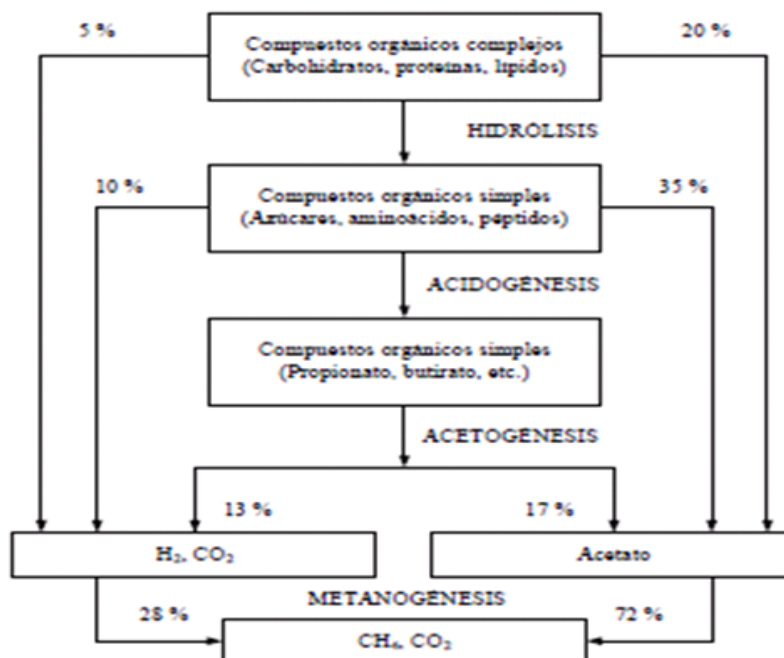 5 %
Compuestos orgánicos complejos
(Carbohidratos, proteínas, lípidos)
20 %
HIDRÓLISIS
10 %
Compuestos orgánicos simples
(Azúcares, aminoácidos, péptidos)
35 %
ACIDOGÉNESIS
Compuestos orgánicos simples
(Propionato, butirato, etc.)
ACETOGÉNESIS
13 %
17 %
H₂, CO₂
Acetato
METANOGÉNESIS
28 %
72 %
CH₄, CO₂